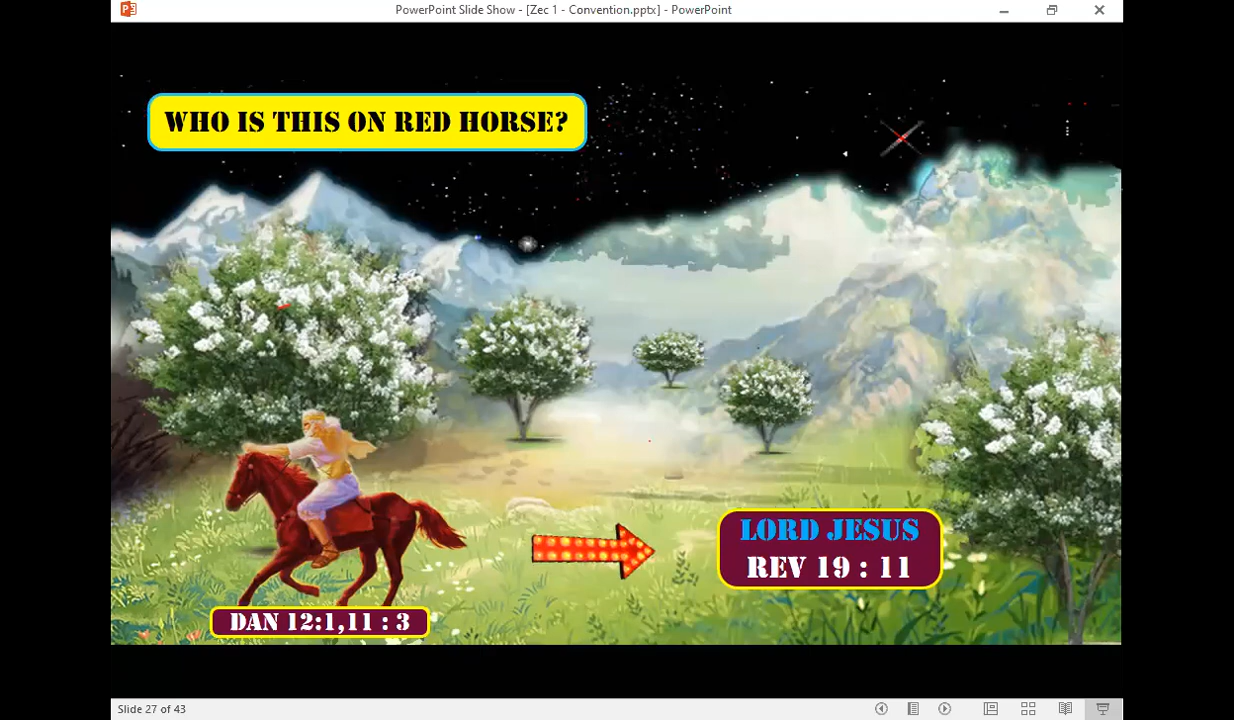 PowerPoint Slide Show - [Zec 1 - Convention.pptx] - PowerPoint
WHO IS THIS ON RED HORSE?
LORD JESUS
REV 19 : 11
DAN 12:1,11 : 3
Slide 27 of 43